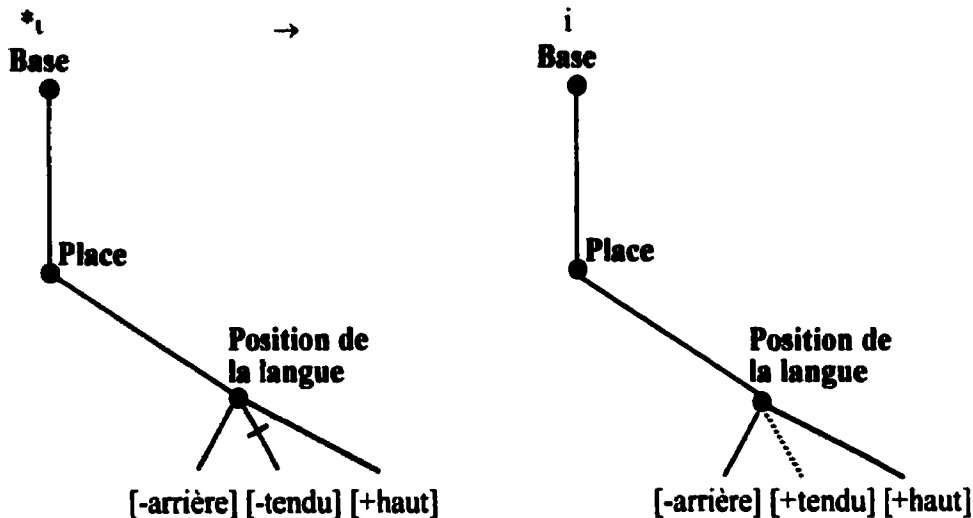 *ɩ → i
Base Base
Place Place
Position de Position de
la langue la langue
[-arrière] [-tendu] [+haut] [-arrière] [+tendu] [+haut]